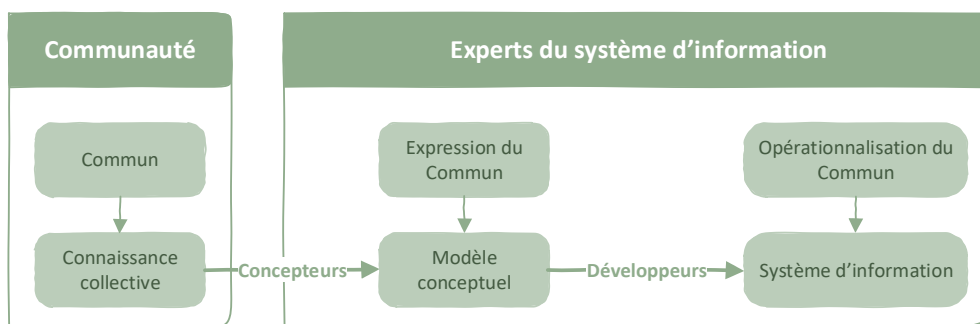 Communauté
Experts du système d’information
Commun
Expression du
Commun
Opérationnalisation du
Commun
Connaissance
collective
Concepteurs
Modèle
conceptuel
Développeurs
Système d’information